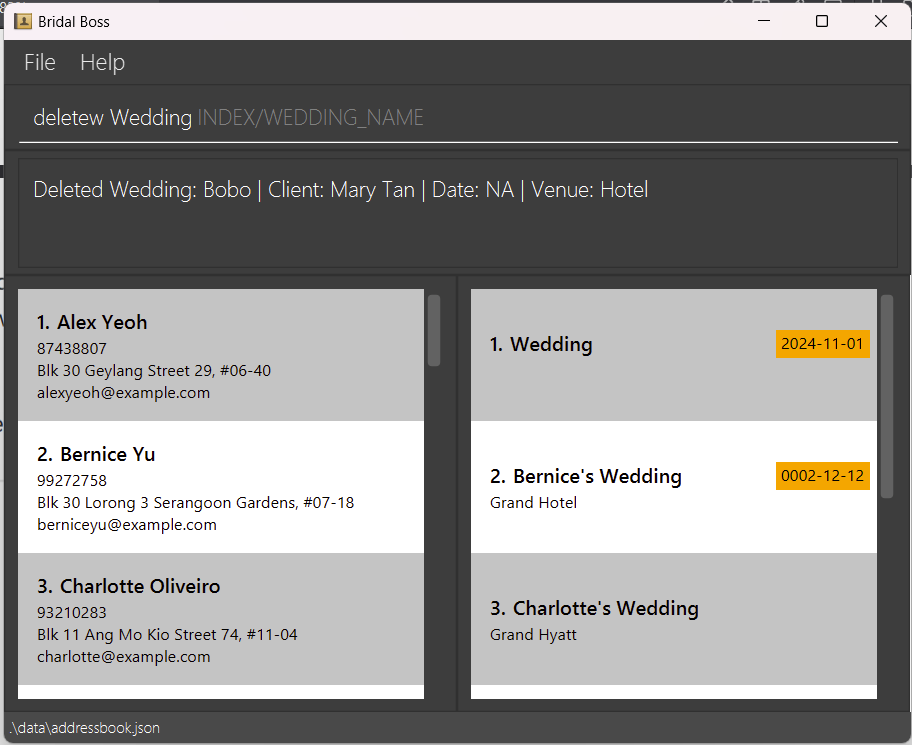 Bridal Boss
File Help
deletew Wedding INDEX/WEDDING_NAME
Deleted Wedding: Bobo | Client: Mary Tan | Date: NA | Venue: Hotel
1. Alex Yeoh
87438807
Blk 30 Geylang Street 29, #06-40
alexyeoh@example.com
2. Bernice Yu
99272758
Blk 30 Lorong 3 Serangoon Gardens, #07-18
berniceyu@example.com
3. Charlotte Oliveiro
93210283
Blk 11 Ang Mo Kio Street 74, #11-04
charlotte@example.com
1. Wedding 2024-11-01
2. Bernice's Wedding 0002-12-12
Grand Hotel
3. Charlotte's Wedding
Grand Hyatt
.\data\addressbook.json